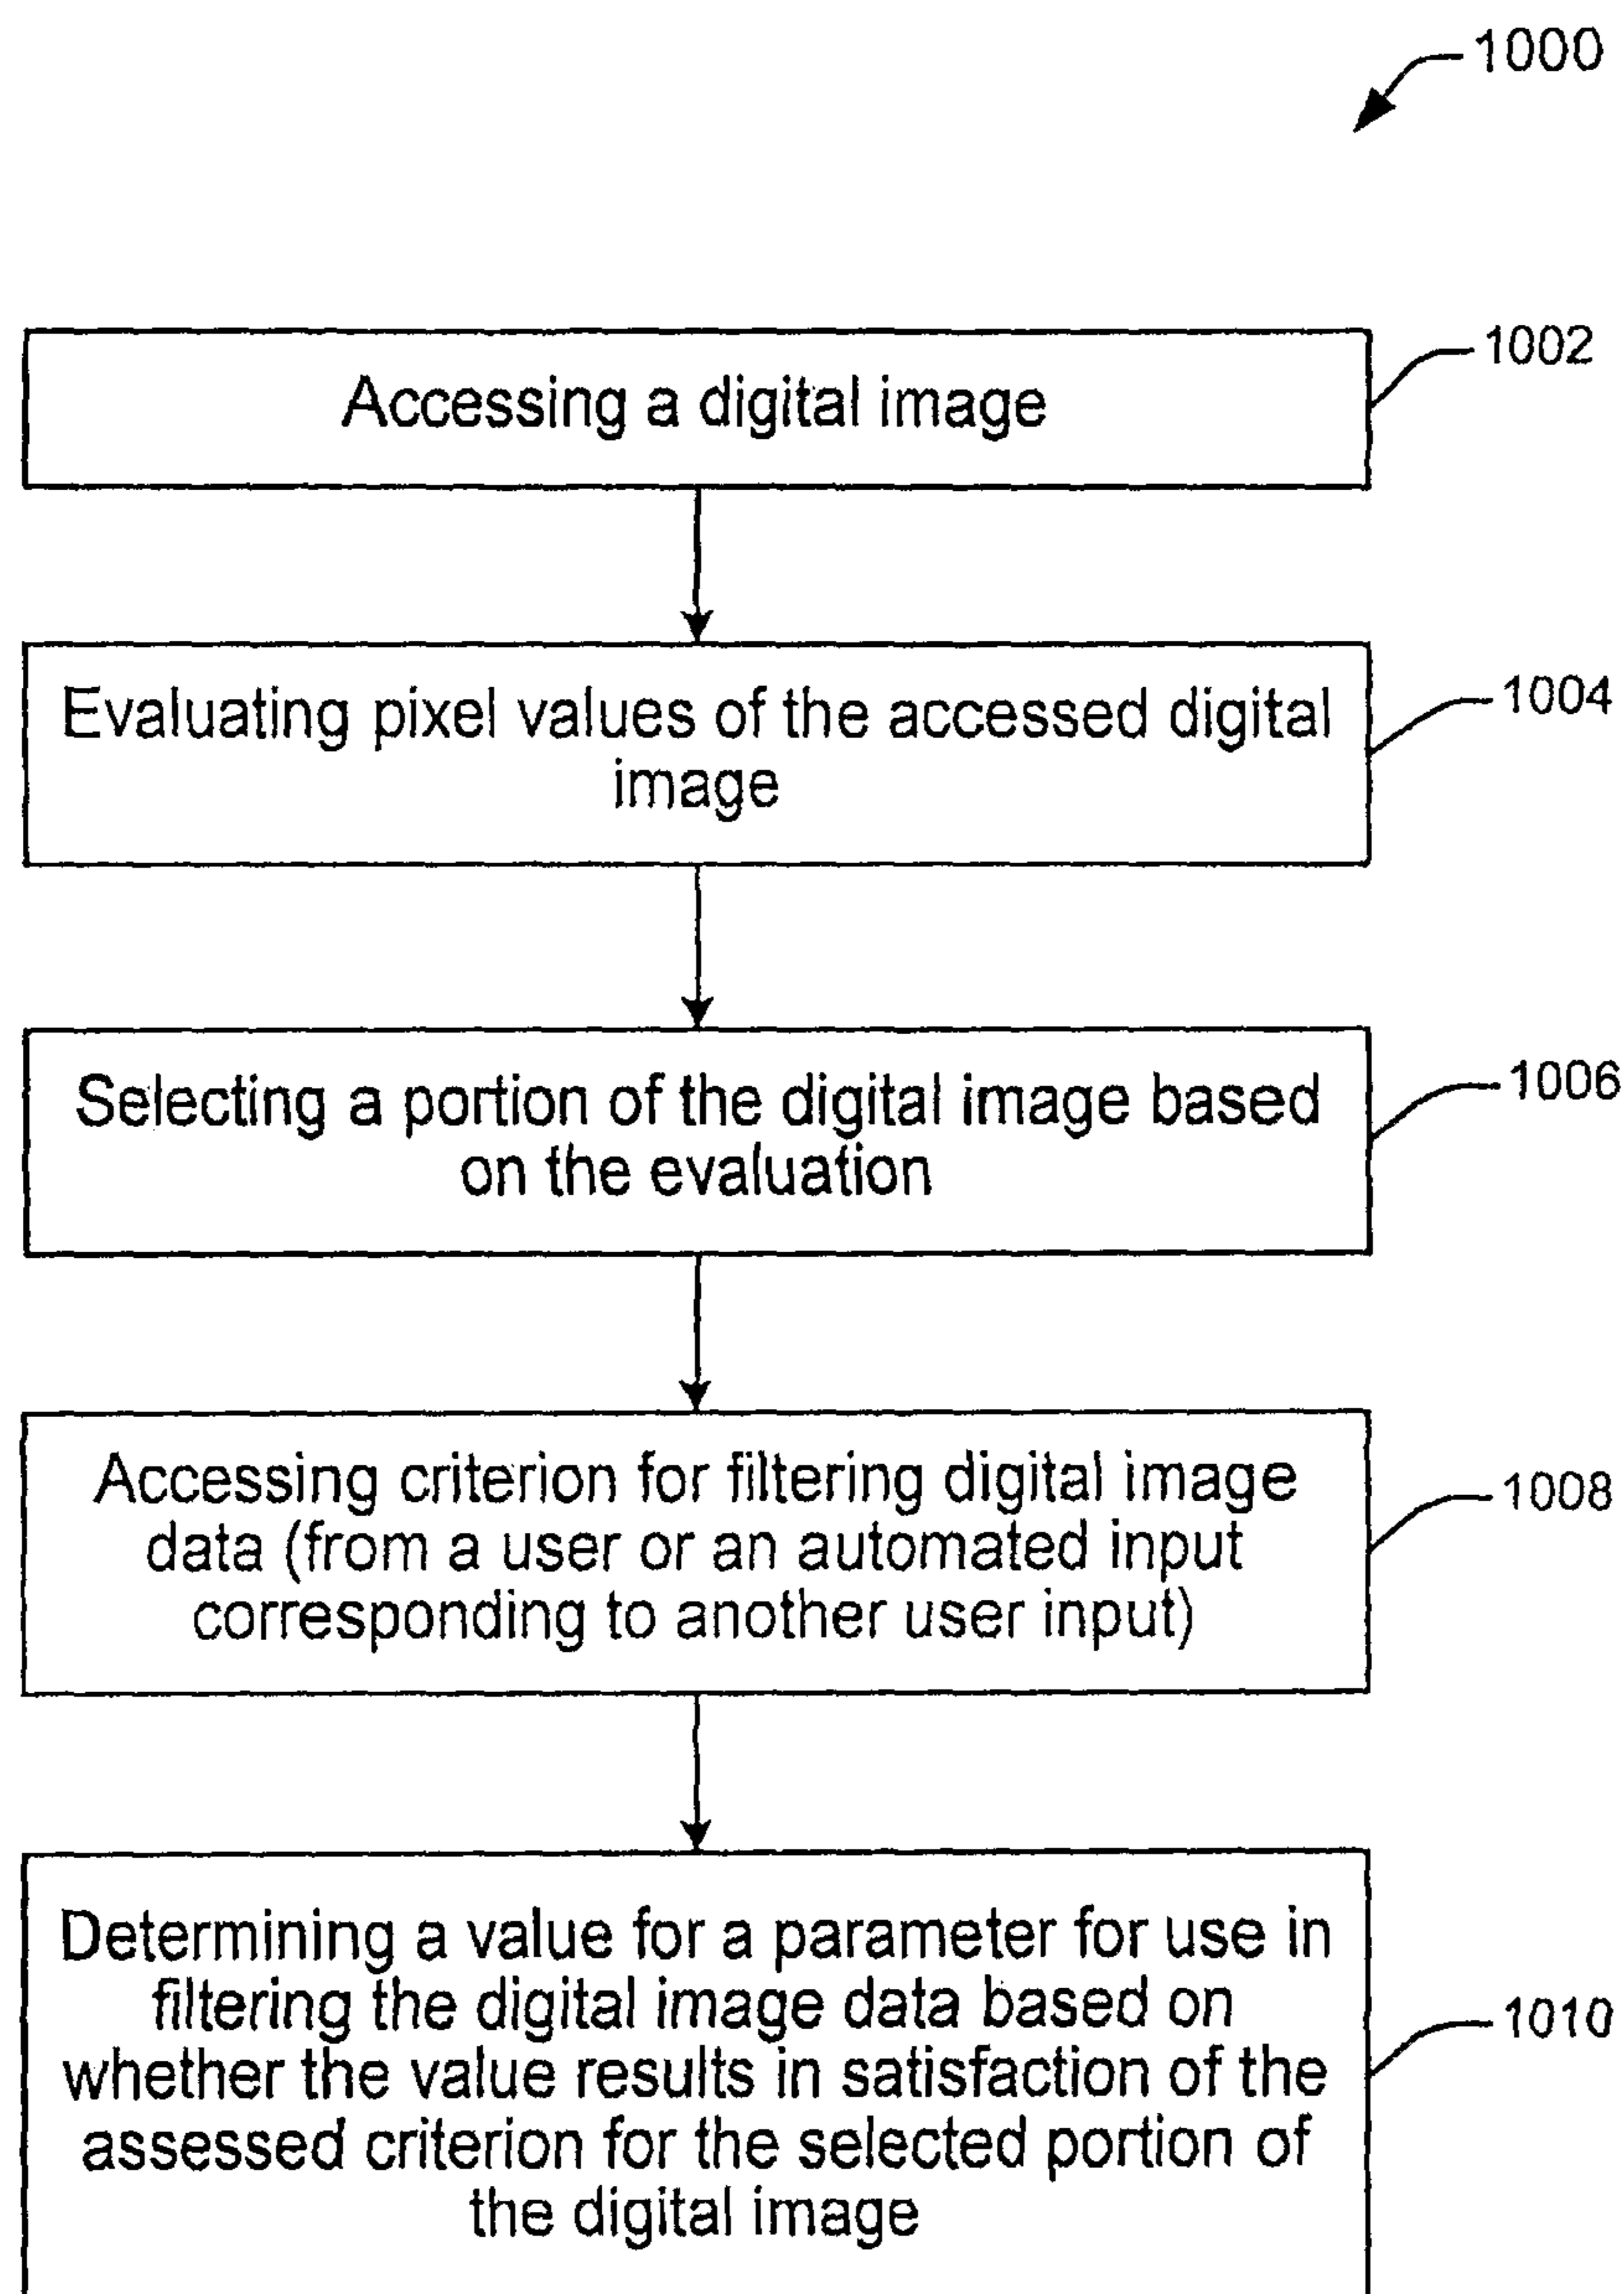 1000
Accessing a digital image
1002
Evaluating pixel values of the accessed digital
image
1004
Selecting a portion of the digital image based
on the evaluation
1006
Accessing criterion for filtering digital image
data (from a user or an automated input
corresponding to another user input)
1008
Determining a value for a parameter for use in
filtering the digital image data based on
whether the value results in satisfaction of the
assessed criterion for the selected portion of
the digital image
1010